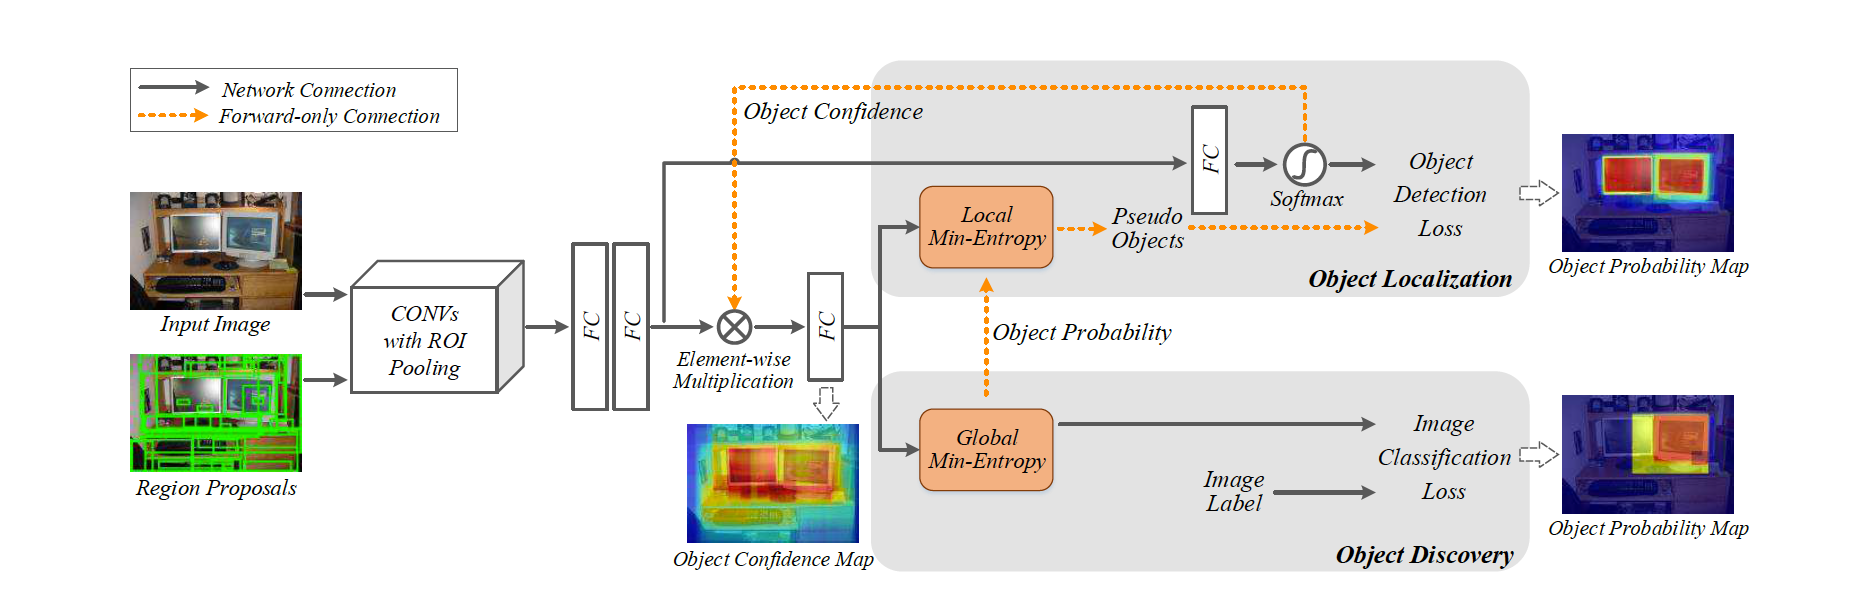 Network Connection
Forward-only Connection
Input Image
Region Proposals
CONVs
with ROI
Pooling
FC
FC
Element-wise
Multiplication
FC
Object Confidence Map
Object Confidence
FC
Softmax
Object
Detection
Loss
Local
Min-Entropy
Pseudo
Objects
Object Localization
Object Probability
Global
Min-Entropy
Image
Label
Image
Classification
Loss
Object Discovery
Object Probability Map
Object Probability Map